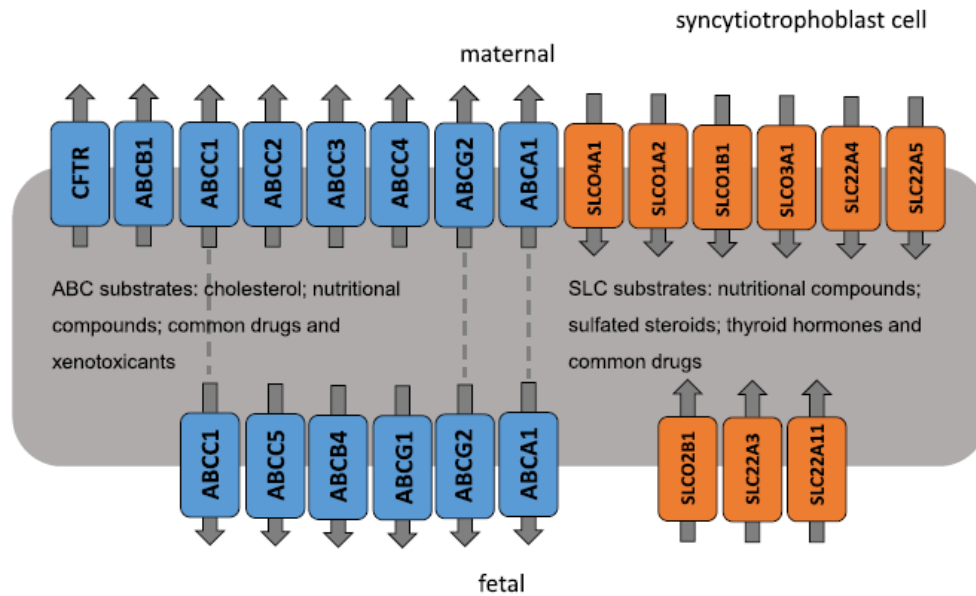 syncytiotrophoblast cell
maternal
CFTR
ABCB1
ABCC1
ABCC2
ABCC3
ABCC4
ABCG2
ABCA1
SLCO4A1
SLCO1A2
SLCO1B1
SLCO3A1
SLC22A4
SLC22A5
ABC substrates: cholesterol; nutritional
compounds; common drugs and
xenotoxicants
SLC substrates: nutritional compounds;
sulfated steroids; thyroid hormones and
common drugs
ABCC1
ABCC5
ABCB4
ABCG1
ABCG2
ABCA1
SLCO2B1
SLC22A3
SLC22A11
fetal